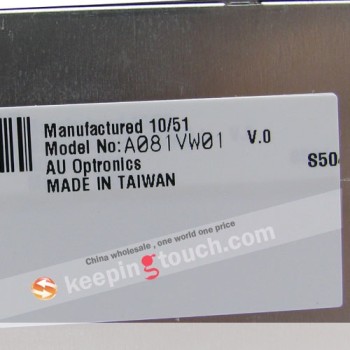 Manufactured 10/51
Model No: A081VW01 V.0
AU Optronics
MADE IN TAIWAN
S50
China wholesale , one world one price
keepingtouch.com